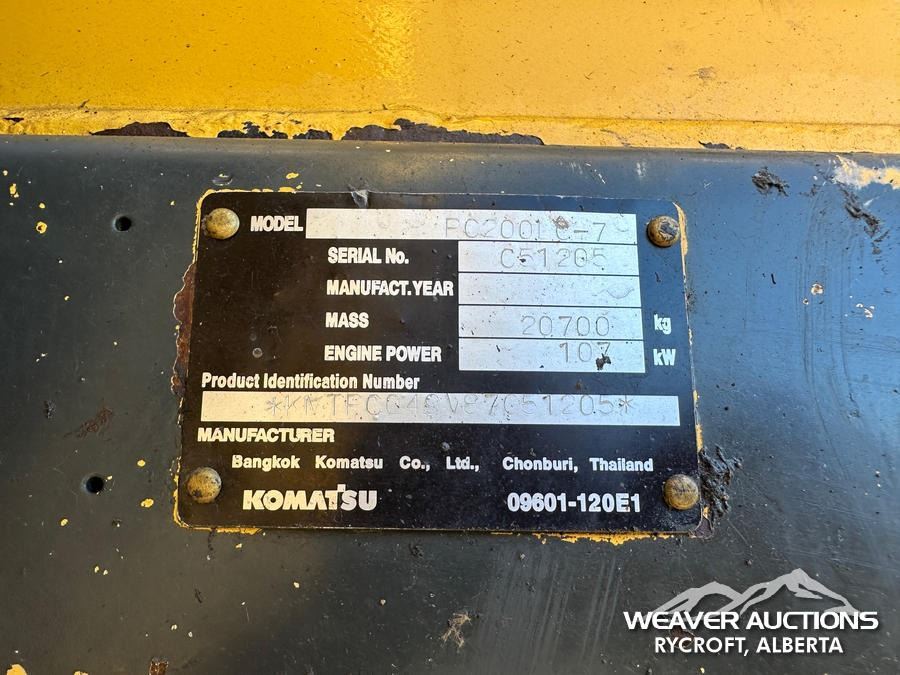 MODEL PC200LC-7
SERIAL No. C51205
MANUFACT.YEAR
MASS 20700 kg
ENGINE POWER 107 kW
Product Identification Number
MANUFACTURER
Bangkok Komatsu Co., Ltd., Chonburi, Thailand
KOMATSU 09601-120E1
WEAVER AUCTIONS
RYCROFT, ALBERTA